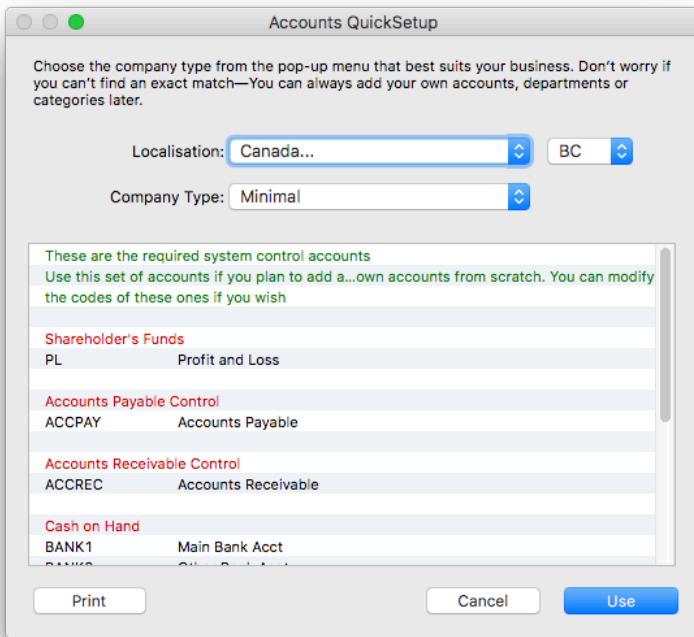 Accounts QuickSetup
Choose the company type from the pop-up menu that best suits your business. Don’t worry if
you can’t find an exact match—You can always add your own accounts, departments or
categories later.
Localisation: Canada... BC
Company Type: Minimal
These are the required system control accounts
Use this set of accounts if you plan to add a...own accounts from scratch. You can modify
the codes of these ones if you wish
Shareholder's Funds
PL Profit and Loss
Accounts Payable Control
ACCPAY Accounts Payable
Accounts Receivable Control
ACCREC Accounts Receivable
Cash on Hand
BANK1 Main Bank Acct
Print Cancel Use